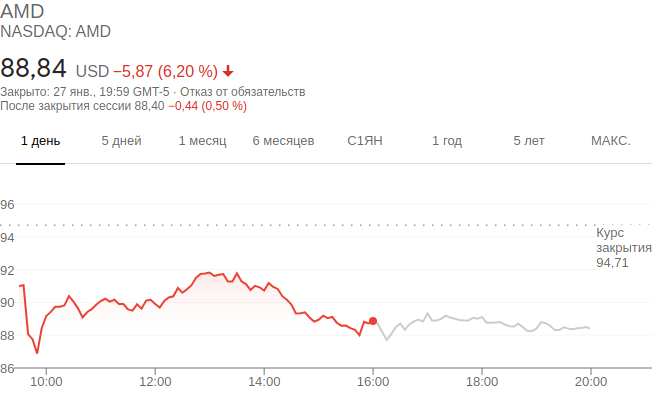 AMD
NASDAQ: AMD
88,84 USD −5,87 (6,20 %)
Закрыто: 27 янв., 19:59 GMT-5 · Отказ от обязательств
После закрытия сессии 88,40 −0,44 (0,50 %)
1 день 5 дней 1 месяц 6 месяцев С1ЯН 1 год 5 лет МАКС.
96
94
92
90
88
86
Курс
закрытия
94,71
10:00 12:00 14:00 16:00 18:00 20:00